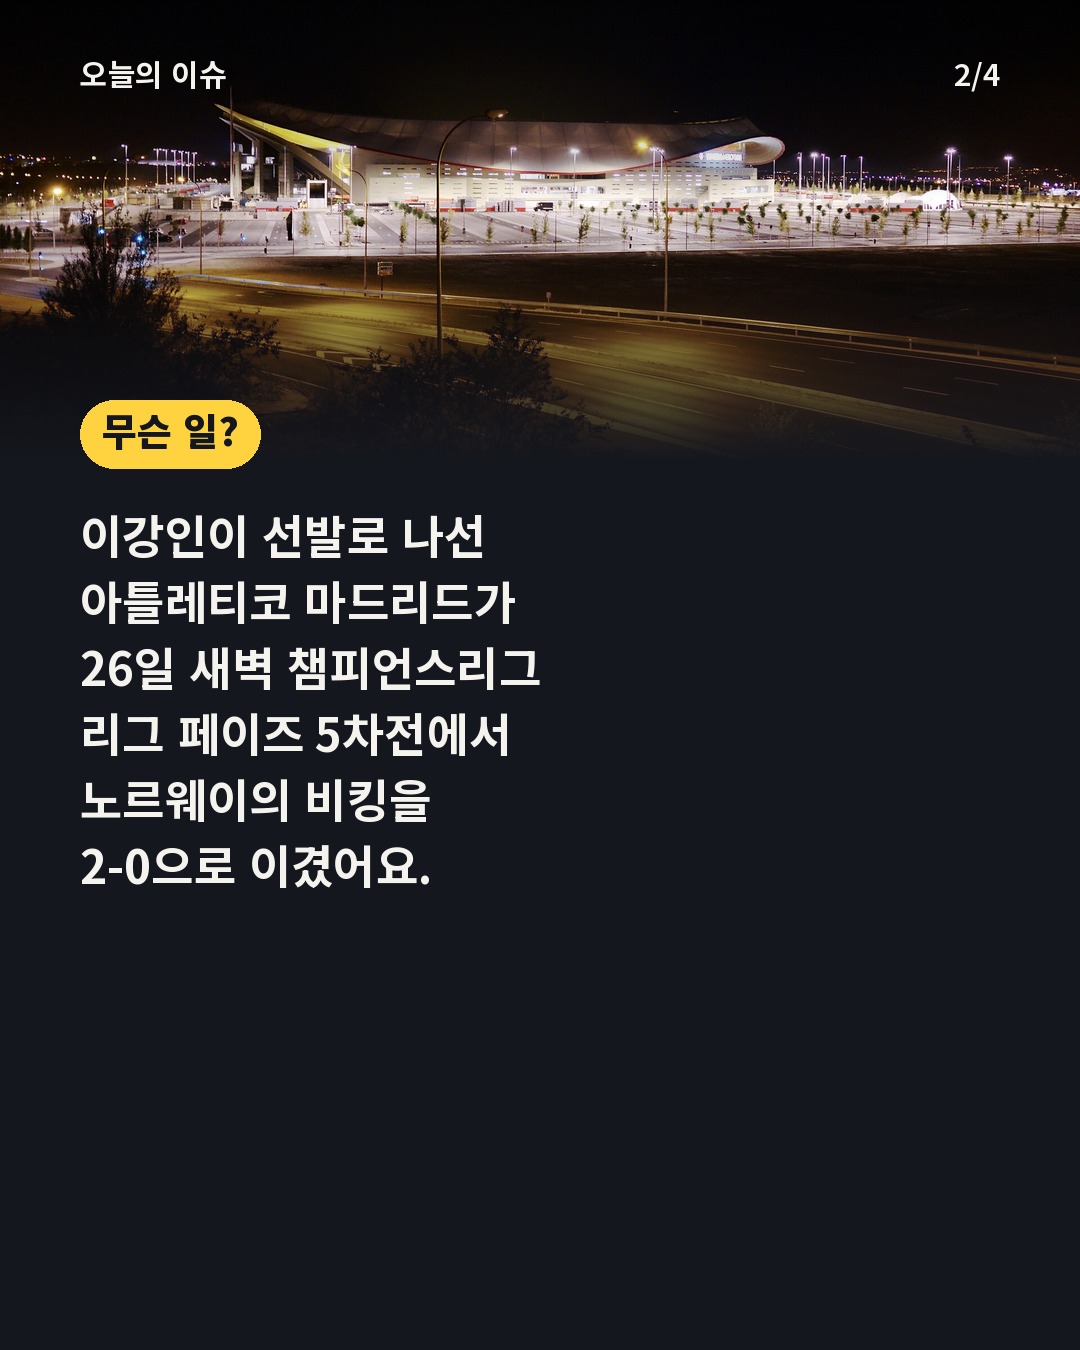 오늘의 이슈
2/4
무슨 일?
이강인이 선발로 나선
아틀레티코 마드리드가
26일 새벽 챔피언스리그
리그 페이즈 5차전에서
노르웨이의 비킹을
2-0으로 이겼어요.